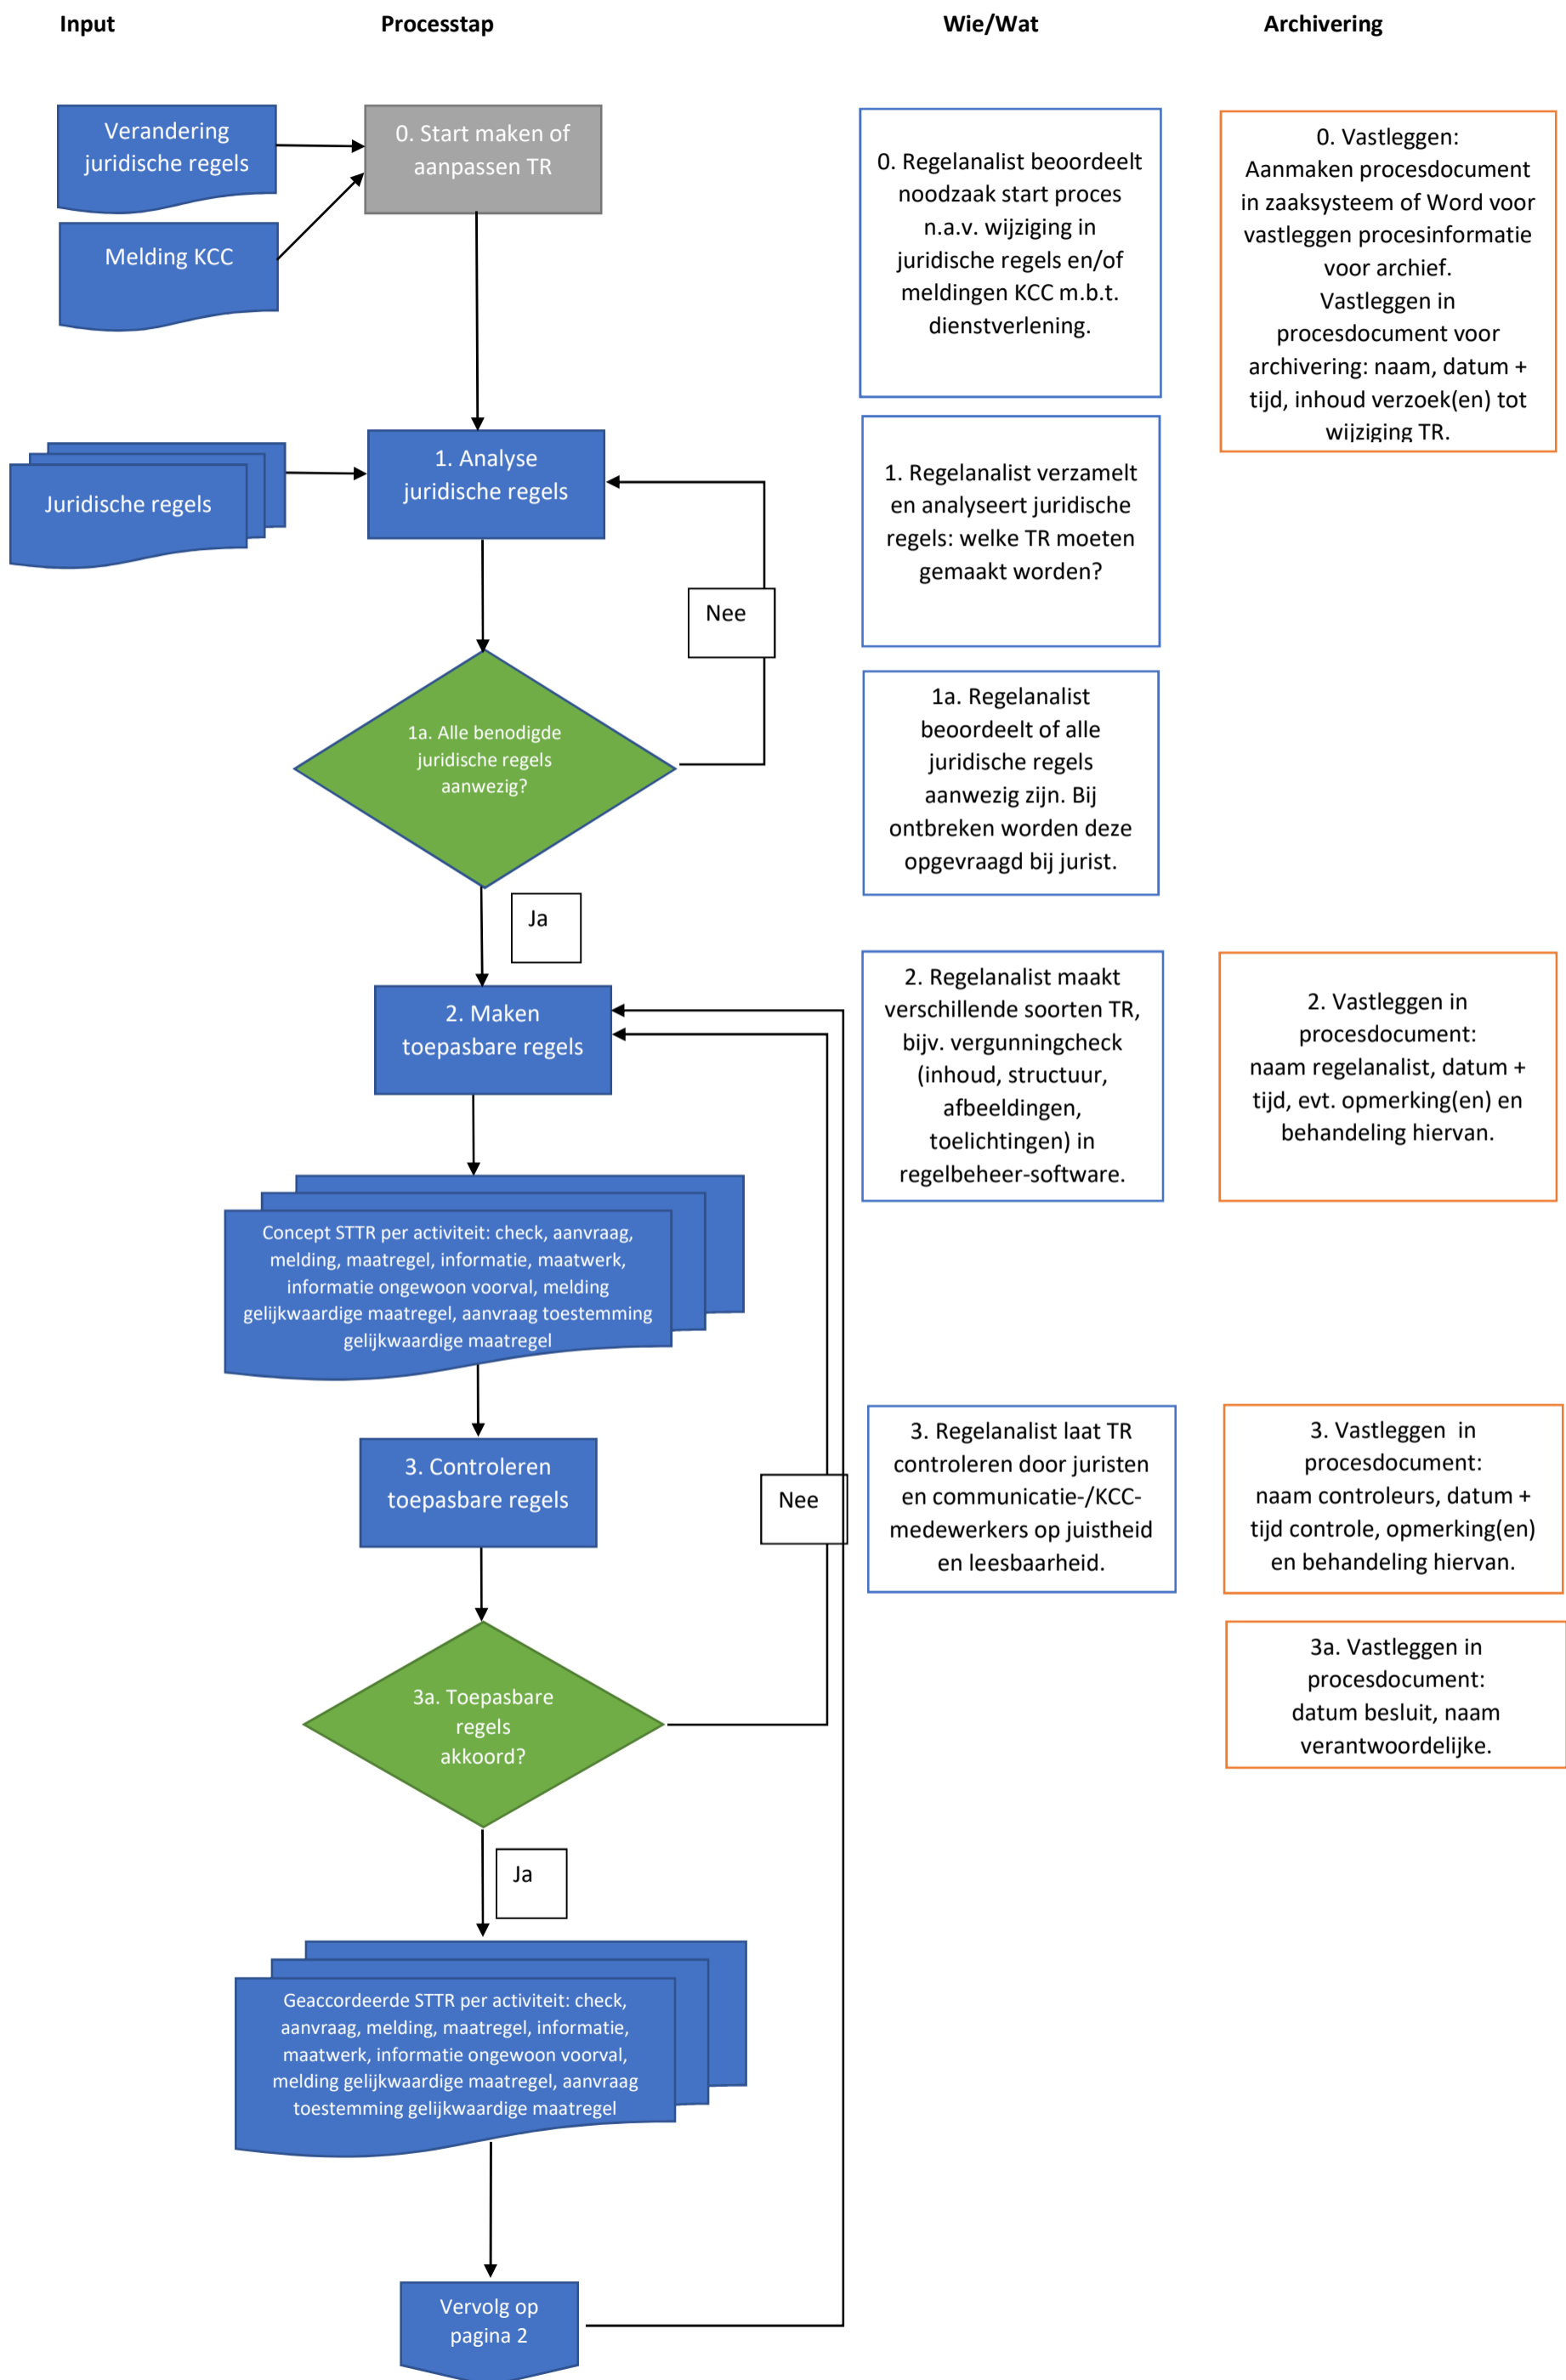 Input
Processtap
Wie/Wat
Archivering
Verandering
juridische regels
Melding KCC
0. Start maken of
aanpassen TR
0. Regelanalist beoordeelt
noodzaak start proces
n.a.v. wijziging in
juridische regels en/of
meldingen KCC m.b.t.
dienstverlening.
0. Vastleggen:
Aanmaken procesdocument
in zaaksysteem of Word voor
vastleggen procesinformatie
voor archief.
Vastleggen in
procesdocument voor
archivering: naam, datum +
tijd, inhoud verzoek(en) tot
wijziging TR.
Juridische regels
1. Analyse
juridische regels
Nee
1. Regelanalist verzamelt
en analyseert juridische
regels: welke TR moeten
gemaakt worden?
1a. Alle benodigde
juridische regels
aanwezig?
1a. Regelanalist
beoordeelt of alle
juridische regels
aanwezig zijn. Bij
ontbreken worden deze
opgevraagd bij jurist.
Ja
2. Maken
toepasbare regels
2. Regelanalist maakt
verschillende soorten TR,
bijv. vergunningcheck
(inhoud, structuur,
afbeeldingen,
toelichtingen) in
regelbeheer-software.
2. Vastleggen in
procesdocument:
naam regelanalist, datum +
tijd, evt. opmerking(en) en
behandeling hiervan.
Concept STTR per activiteit: check, aanvraag,
melding, maatregel, informatie, maatwerk,
informatie ongewoon voorval, melding
gelijkwaardige maatregel, aanvraag toestemming
gelijkwaardige maatregel
3. Controleren
toepasbare regels
Nee
3. Regelanalist laat TR
controleren door juristen
en communicatie-/KCC-
medewerkers op juistheid
en leesbaarheid.
3. Vastleggen in
procesdocument:
naam controleurs, datum +
tijd controle, opmerking(en)
en behandeling hiervan.
3a. Toepasbare
regels
akkoord?
3a. Vastleggen in
procesdocument:
datum besluit, naam
verantwoordelijke.
Ja
Geaccordeerde STTR per activiteit: check,
aanvraag, melding, maatregel, informatie,
maatwerk, informatie ongewoon voorval,
melding gelijkwaardige maatregel, aanvraag
toestemming gelijkwaardige maatregel
Vervolg op
pagina 2